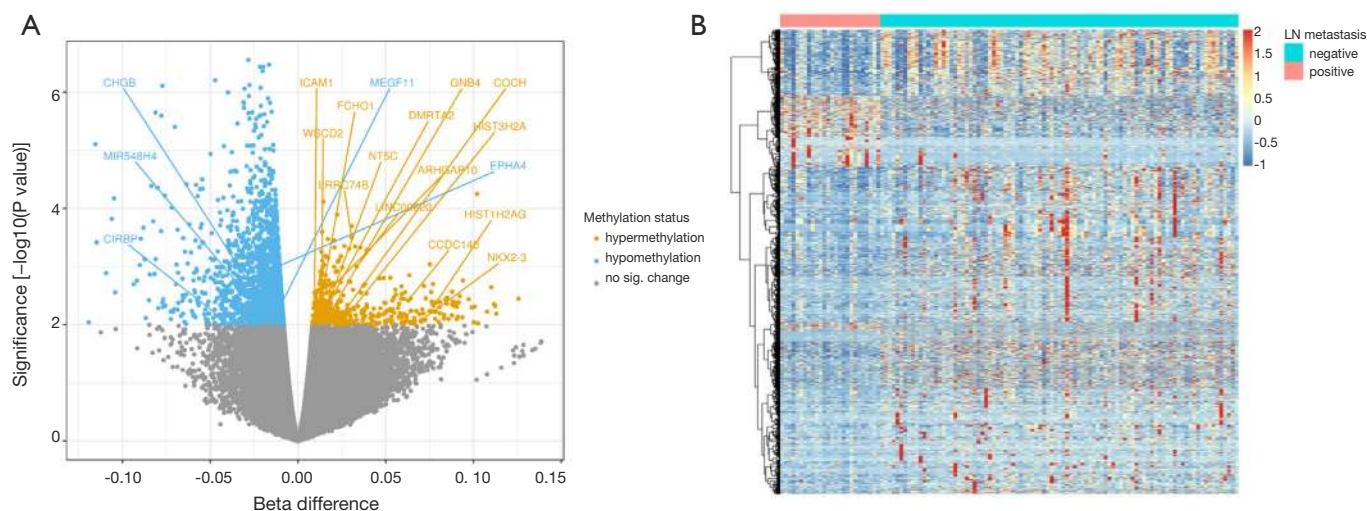 A
Significance [−log10(P value)]
6
4
2
0
CHGB
ICAM1
MEGF11
GNB4
COCH
FCHO1
DMRTA2
HIST3H2A
WSCD2
MIR548H4
NT5C
ARHGAP10
EPHA4
LRRC74B
HIST1H2AG
CIRBP
CCDC140
NKX2-3
-0.10
-0.05
0.00
0.05
0.10
0.15
Beta difference
Methylation status
hypermethylation
hypomethylation
no sig. change
B
2
1.5
1
0.5
0
-0.5
-1
LN metastasis
negative
positive